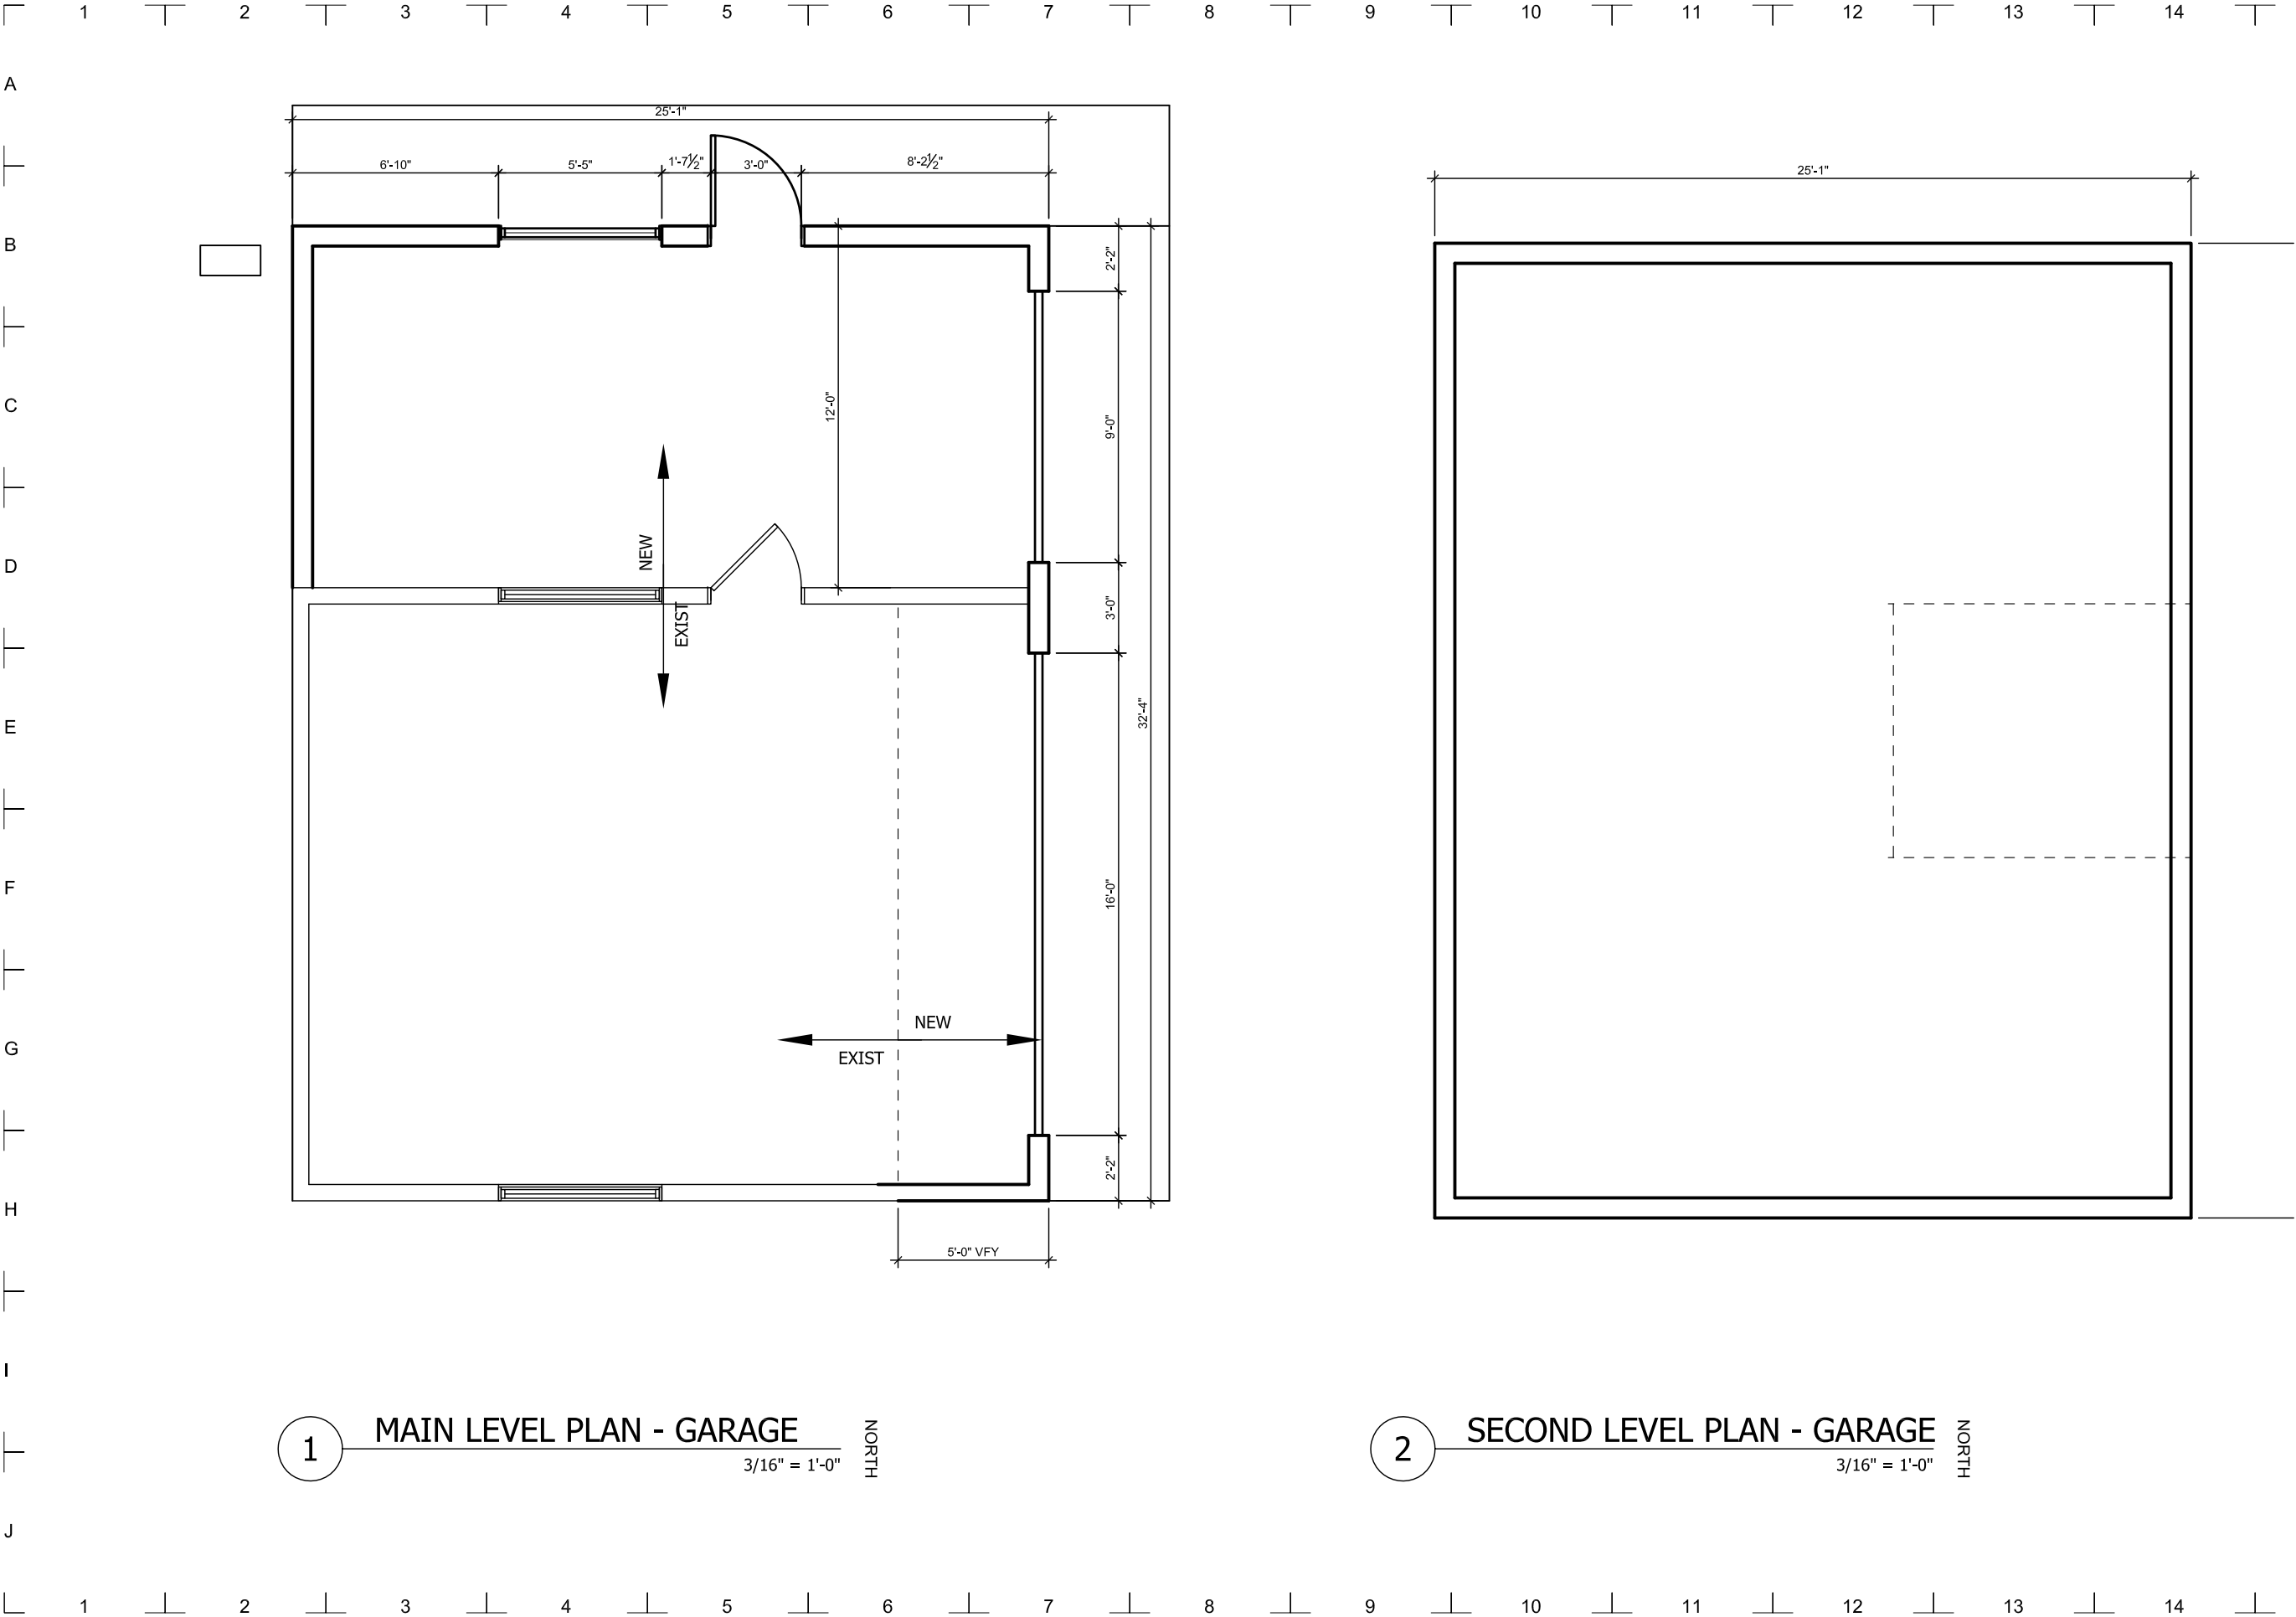 1 2 3 4 5 6 7 8 9 10 11 12 13 14
A
25'-1"
6'-10" 5'-5" 1'-7½" 3'-0" 8'-2½"
25'-1"
B
2'-2"
C
12'-0"
9'-0"
D
NEW
EXIST
3'-0"
E
32'-4"
F
16'-0"
G
NEW
EXIST
H
2'-2"
5'-0" VFY
I
1 MAIN LEVEL PLAN - GARAGE
3/16" = 1'-0"
NORTH
2 SECOND LEVEL PLAN - GARAGE
3/16" = 1'-0"
NORTH
J
1 2 3 4 5 6 7 8 9 10 11 12 13 14